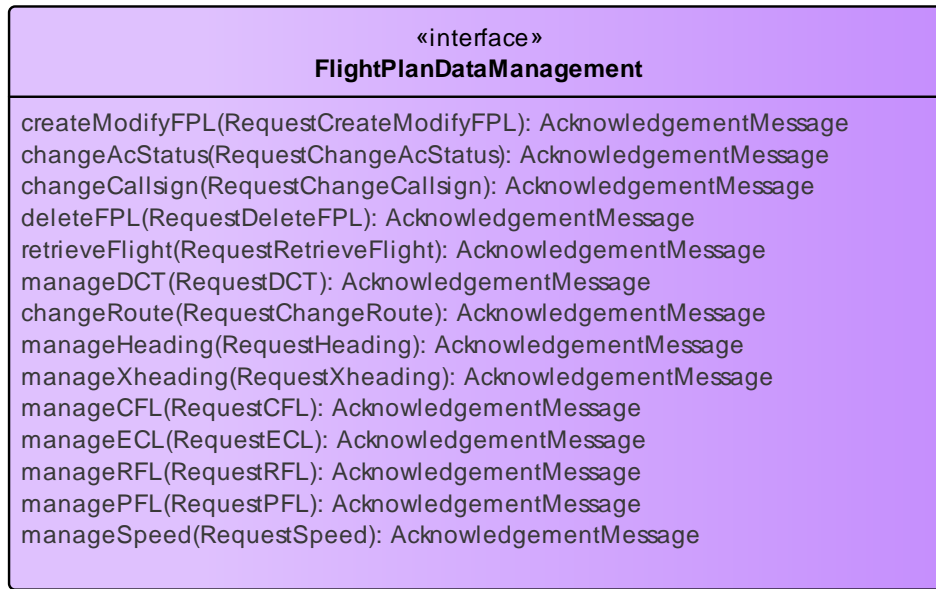 «interface»
FlightPlanDataManagement
createModifyFPL(RequestCreateModifyFPL): AcknowledgementMessage
changeAcStatus(RequestChangeAcStatus): AcknowledgementMessage
changeCallsign(RequestChangeCallsign): AcknowledgementMessage
deleteFPL(RequestDeleteFPL): AcknowledgementMessage
retrieveFlight(RequestRetrieveFlight): AcknowledgementMessage
manageDCT(RequestDCT): AcknowledgementMessage
changeRoute(RequestChangeRoute): AcknowledgementMessage
manageHeading(RequestHeading): AcknowledgementMessage
manageXheading(RequestXheading): AcknowledgementMessage
manageCFL(RequestCFL): AcknowledgementMessage
manageECL(RequestECL): AcknowledgementMessage
manageRFL(RequestRFL): AcknowledgementMessage
managePFL(RequestPFL): AcknowledgementMessage
manageSpeed(RequestSpeed): AcknowledgementMessage